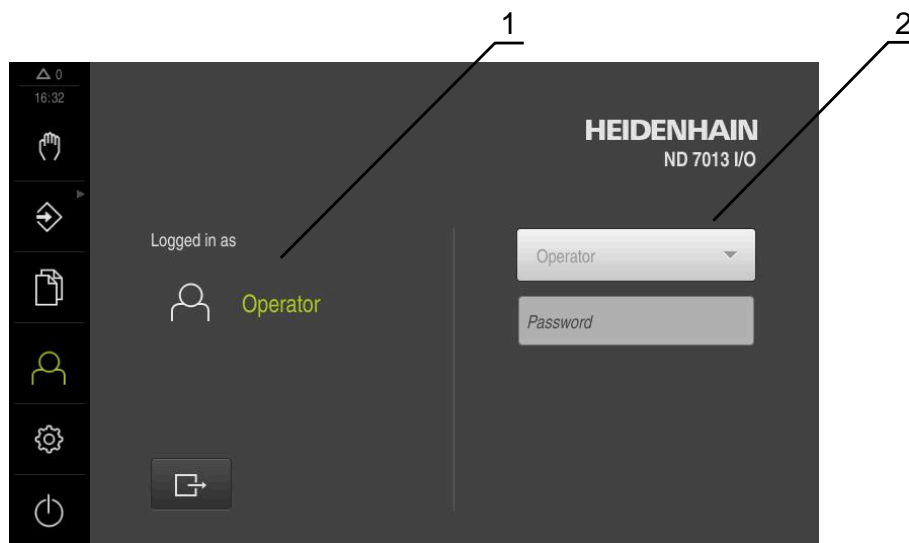 1
2
△ 0
16:32
HEIDENHAIN
ND 7013 I/O
Logged in as
Operator
Operator
Password